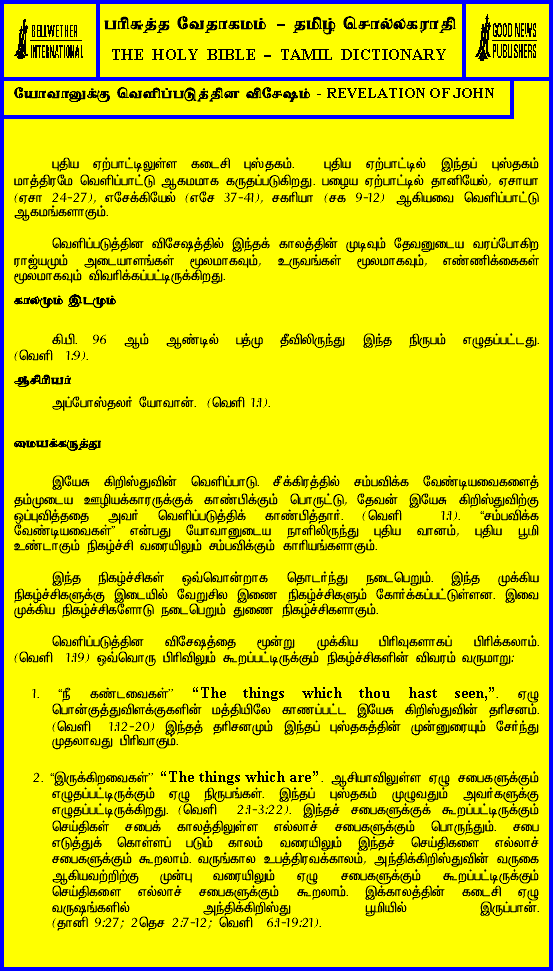 BELLWETHER
INTERNATIONAL
பரிசுத்த வேதாகமம் – தமிழ் சொல்லகராதி
THE HOLY BIBLE – TAMIL DICTIONARY
GOOD NEWS
PUBLISHERS
யோவானுக்கு வெளிப்படுத்தின விசேஷம் - REVELATION OF JOHN
புதிய ஏற்பாட்டிலுள்ள கடைசி புஸ்தகம். புதிய ஏற்பாட்டில் இந்தப் புஸ்தகம்
மாத்திரமே வெளிப்பாட்டு ஆகமமாக கருதப்படுகிறது. பழைய ஏற்பாட்டில் தானியேல், ஏசாயா
(ஏசா 24-27), எசேக்கியேல் (எசே 37-41), சகரியா (சக 9-12) ஆகியவை வெளிப்பாட்டு
ஆகமங்களாகும்.
வெளிப்படுத்தின விசேஷத்தில் இந்தக் காலத்தின் முடிவும் தேவனுடைய வரப்போகிற
ராஜ்யமும் அடையாளங்கள் மூலமாகவும், உருவங்கள் மூலமாகவும், எண்ணிக்கைகள்
மூலமாகவும் விவரிக்கப்பட்டிருக்கிறது.
காலமும் இடமும்
கி.பி. 96 ஆம் ஆண்டில் பத்மு தீவிலிருந்து இந்த நிருபம் எழுதப்பட்டது.
(வெளி 1:9).
ஆசிரியர்
அப்போஸ்தலர் யோவான். (வெளி 1:1).
மையக்கருத்து
இயேசு கிறிஸ்துவின் வெளிப்பாடு. சீக்கிரத்தில் சம்பவிக்க வேண்டியவைகளைத்
தம்முடைய ஊழியக்காரருக்குக் காண்பிக்கும் பொருட்டு, தேவன் இயேசு கிறிஸ்துவிற்கு
ஒப்புவித்ததை அவர் வெளிப்படுத்திக் காண்பித்தார். (வெளி 1:1). “சம்பவிக்க
வேண்டியவைகள்” என்பது யோவானுடைய நாளிலிருந்து புதிய வானம், புதிய பூமி
உண்டாகும் நிகழ்ச்சி வரையிலும் சம்பவிக்கும் காரியங்களாகும்.
இந்த நிகழ்ச்சிகள் ஒவ்வொன்றாக தொடர்ந்து நடைபெறும். இந்த முக்கிய
நிகழ்ச்சிகளுக்கு இடையில் வேறுசில இணை நிகழ்ச்சிகளும் கோர்க்கப்பட்டுள்ளன. இவை
முக்கிய நிகழ்ச்சிகளோடு நடைபெறும் துணை நிகழ்ச்சிகளாகும்.
வெளிப்படுத்தின விசேஷத்தை மூன்று முக்கிய பிரிவுகளாகப் பிரிக்கலாம்.
(வெளி 1:19) ஒவ்வொரு பிரிவிலும் கூறப்பட்டிருக்கும் நிகழ்ச்சிகளின் விவரம் வருமாறு:
1. “நீ கண்டவைகள்” “The things which thou hast seen,”. ஏழு
பொன்குத்துவிளக்குகளின் மத்தியிலே காணப்பட்ட இயேசு கிறிஸ்துவின் தரிசனம்.
(வெளி 1:12-20) இந்தத் தரிசனமும் இந்தப் புஸ்தகத்தின் முன்னுரையும் சேர்ந்து
முதலாவது பிரிவாகும்.
2. “இருக்கிறவைகள்” “The things which are”. ஆசியாவிலுள்ள ஏழு சபைகளுக்கும்
எழுதப்பட்டிருக்கும் ஏழு நிருபங்கள். இந்தப் புஸ்தகம் முழுவதும் அவர்களுக்கு
எழுதப்பட்டிருக்கிறது. (வெளி 2:1-3:22). இந்தச் சபைகளுக்குக் கூறப்பட்டிருக்கும்
செய்திகள் சபைக் காலத்திலுள்ள எல்லாச் சபைகளுக்கும் பொருந்தும். சபை
எடுத்துக் கொள்ளப் படும் காலம் வரையிலும் இந்தச் செய்திகளை எல்லாச்
சபைகளுக்கும் கூறலாம். வருங்கால உபத்திரவக்காலம், அந்திக்கிறிஸ்துவின் வருகை
ஆகியவற்றிற்கு முன்பு வரையிலும் ஏழு சபைகளுக்கும் கூறப்பட்டிருக்கும்
செய்திகளை எல்லாச் சபைகளுக்கும் கூறலாம். இக்காலத்தின் கடைசி ஏழு
வருஷங்களில் அந்திக்கிறிஸ்து பூமியில் இருப்பான்.
(தானி 9:27; 2தெச 2:7-12; வெளி 6:1-19:21).